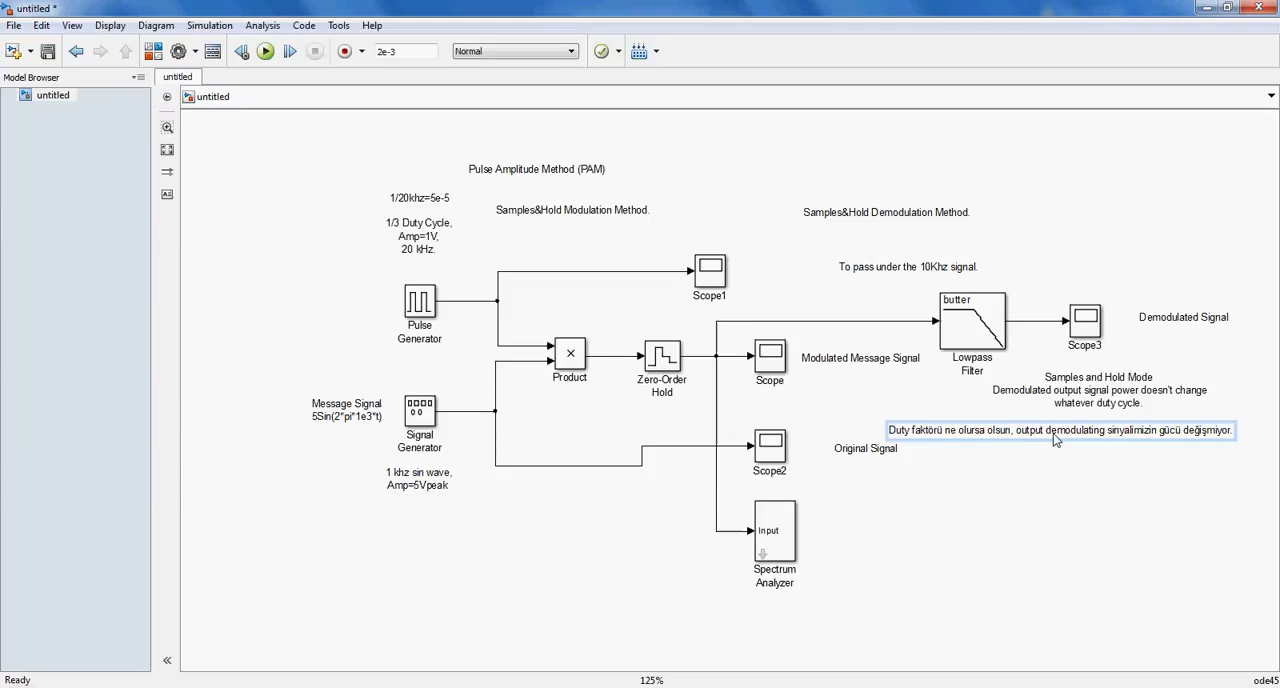 untitled *
File Edit View Display Diagram Simulation Analysis Code Tools Help
2e-3 Normal
Model Browser
untitled
untitled
untitled
Pulse Amplitude Method (PAM)
1/20khz=5e-5
Samples&Hold Modulation Method.
Samples&Hold Demodulation Method.
1/3 Duty Cycle,
Amp=1V,
20 kHz.
To pass under the 10Khz signal.
Scope1
butter
Pulse
Generator
Demodulated Signal
Scope3
×
Product
Zero-Order
Hold
Scope
Modulated Message Signal
Lowpass
Filter
Samples and Hold Mode
Demodulated output signal power doesn't change
whatever duty cycle.
Message Signal
5Sin(2*pi*1e3*t)
Signal
Generator
Duty faktörü ne olursa olsun, output demodulating sinyalimizin gücü değişmiyor.
Scope2
Original Signal
1 khz sin wave,
Amp=5Vpeak
Input
Spectrum
Analyzer
Ready
125%
ode45